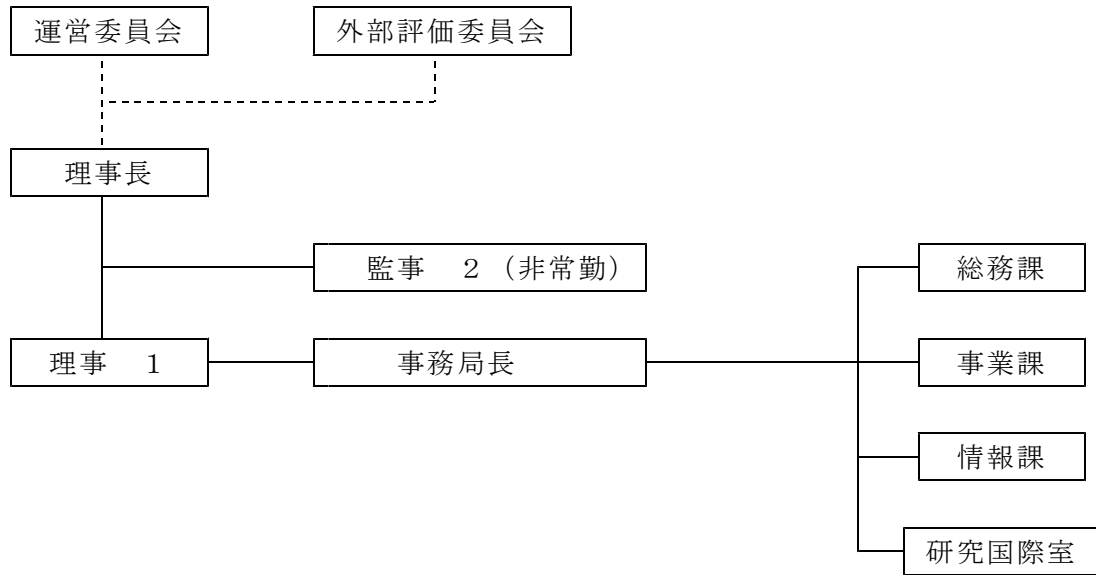 運営委員会
外部評価委員会
理事長
監事　２（非常勤）
総務課
理事　１
事務局長
事業課
情報課
研究国際室